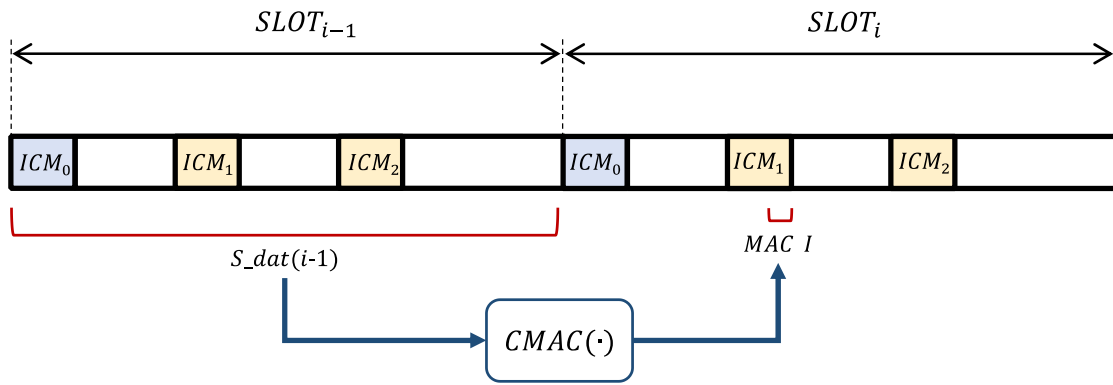 SLOT_{i-1} SLOT_i
ICM_0 ICM_1 ICM_2 ICM_0 ICM_1 ICM_2
S_dat(i-1) MAC I
CMAC(·)